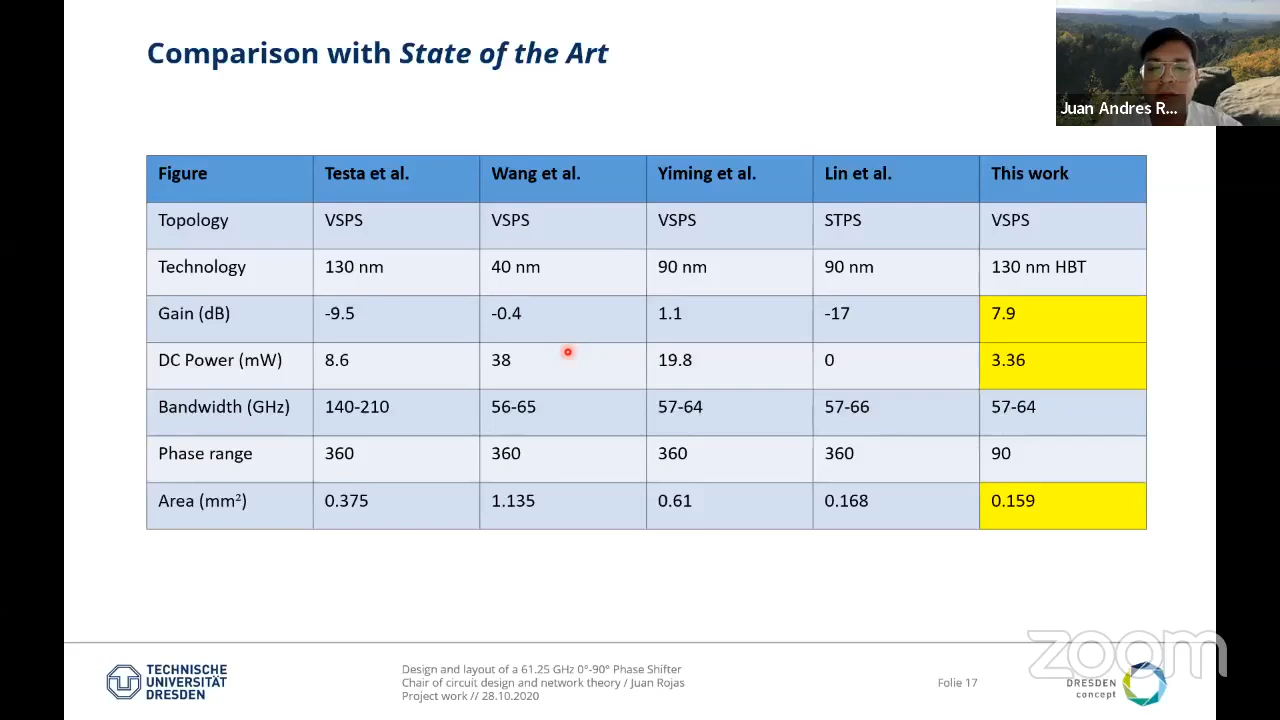 Comparison with State of the Art
Juan Andres R...
Figure Testa et al. Wang et al. Yiming et al. Lin et al. This work
Topology VSPS VSPS VSPS STPS VSPS
Technology 130 nm 40 nm 90 nm 90 nm 130 nm HBT
Gain (dB) -9.5 -0.4 1.1 -17 7.9
DC Power (mW) 8.6 38 19.8 0 3.36
Bandwidth (GHz) 140-210 56-65 57-64 57-66 57-64
Phase range 360 360 360 360 90
Area (mm²) 0.375 1.135 0.61 0.168 0.159
TECHNISCHE
UNIVERSITÄT
DRESDEN
Design and layout of a 61.25 GHz 0°-90° Phase Shifter
Chair of circuit design and network theory / Juan Rojas
Project work // 28.10.2020
Folie 17
DRESDEN
concept
zoom